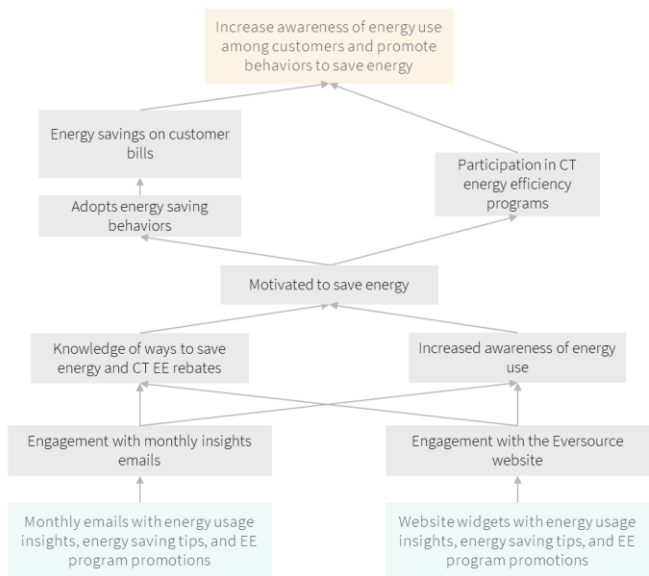 Increase awareness of energy use
among customers and promote
behaviors to save energy
Energy savings on customer
bills
Participation in CT
energy efficiency
programs
Adopts energy saving
behaviors
Motivated to save energy
Knowledge of ways to save
energy and CT EE rebates
Increased awareness of energy
use
Engagement with monthly insights
emails
Engagement with the Eversource
website
Monthly emails with energy usage
insights, energy saving tips, and EE
program promotions
Website widgets with energy usage
insights, energy saving tips, and EE
program promotions